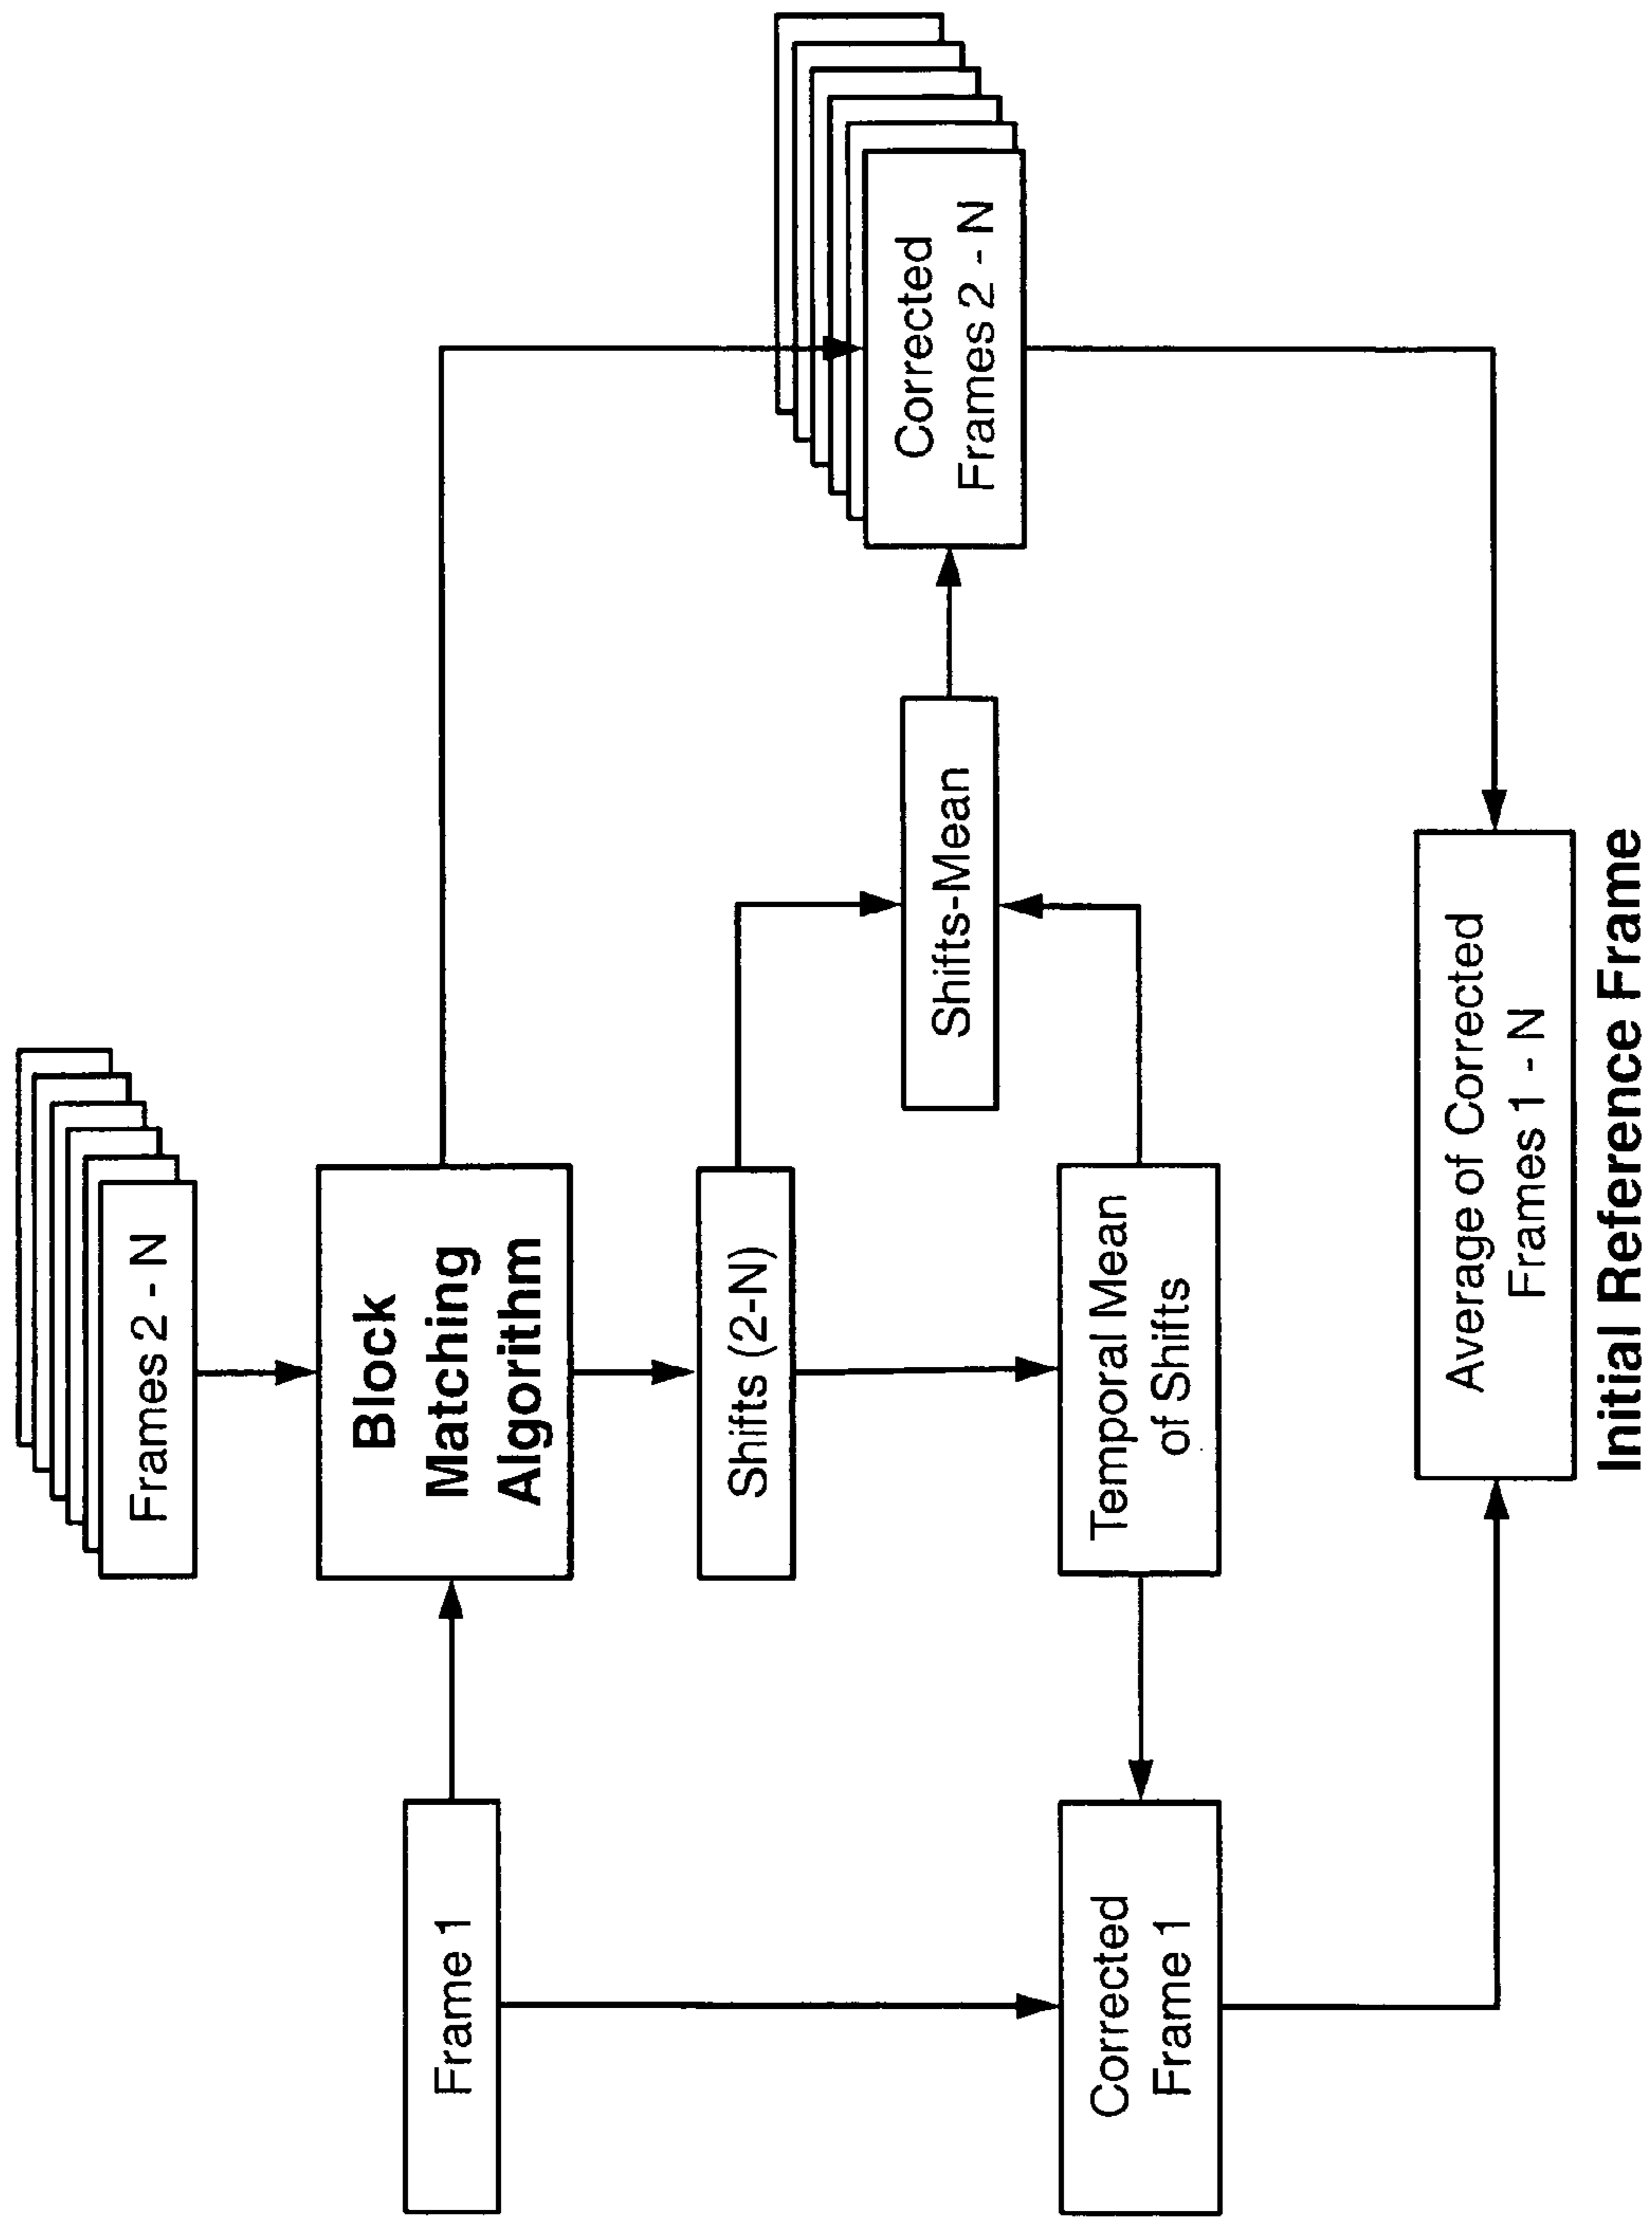 Frames 2 - N
Frame 1
Block
Matching
Algorithm
Shifts (2-N)
Shifts-Mean
Corrected
Frames 2 - N
Corrected
Frame 1
Temporal Mean
of Shifts
Average of Corrected
Frames 1 - N
Initial Reference Frame